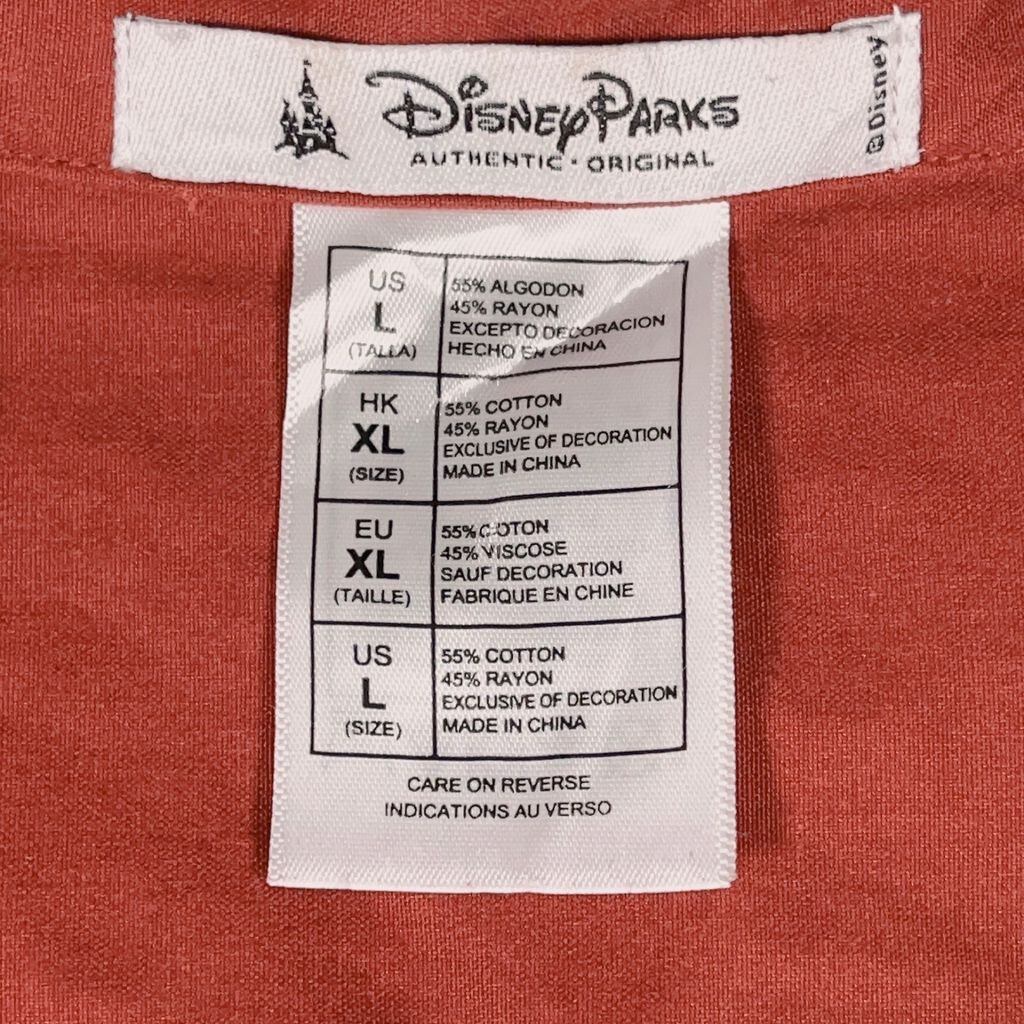 DISNEY PARKS
AUTHENTIC • ORIGINAL
©Disney
US
L
(TALLA)
55% ALGODON
45% RAYON
EXCEPTO DECORACION
HECHO EN CHINA
HK
XL
(SIZE)
55% COTTON
45% RAYON
EXCLUSIVE OF DECORATION
MADE IN CHINA
EU
XL
(TAILLE)
55% COTON
45% VISCOSE
SAUF DECORATION
FABRIQUE EN CHINE
US
L
(SIZE)
55% COTTON
45% RAYON
EXCLUSIVE OF DECORATION
MADE IN CHINA
CARE ON REVERSE
INDICATIONS AU VERSO